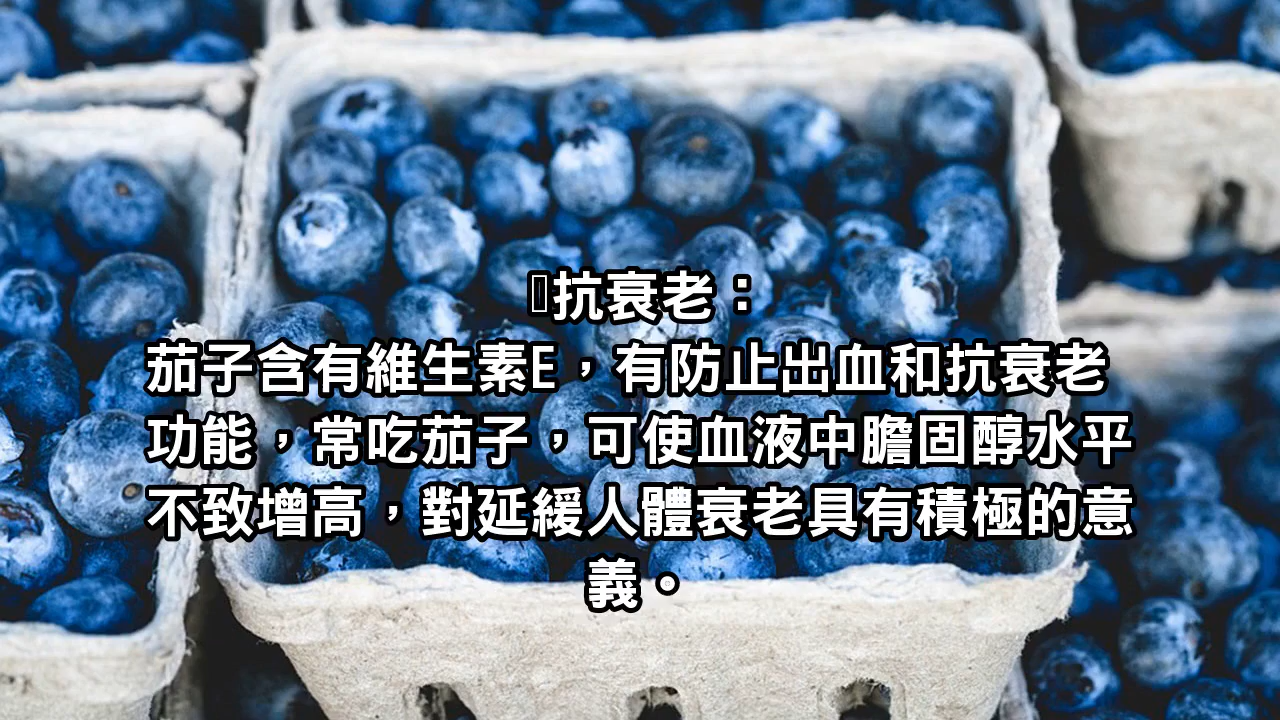 抗衰老：
茄子含有維生素E，有防止出血和抗衰老
功能，常吃茄子，可使血液中膽固醇水平
不致增高，對延緩人體衰老具有積極的意
義。